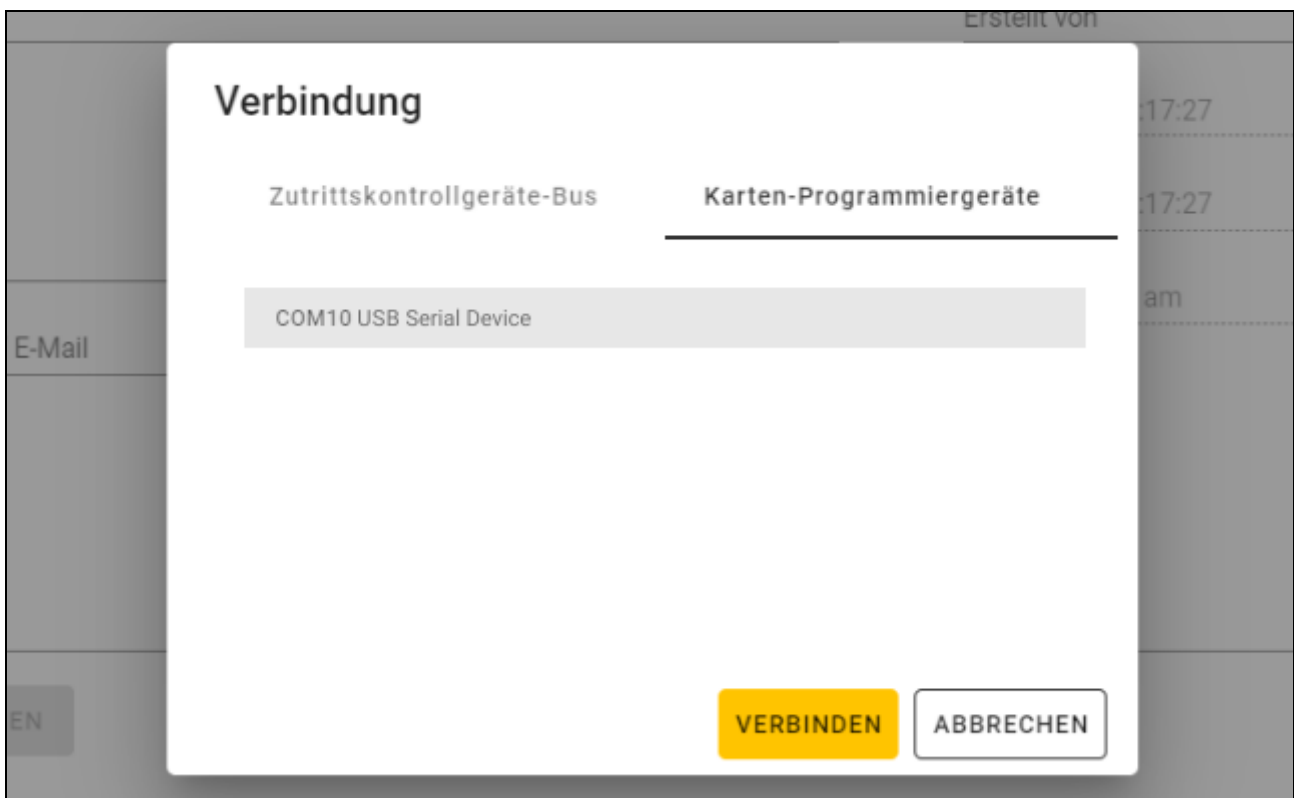 Erstellt von
Verbindung
:17:27
Zutrittskontrollgeräte-Bus Karten-Programmiergeräte
:17:27
am
COM10 USB Serial Device
E-Mail
EN
VERBINDEN ABBRECHEN